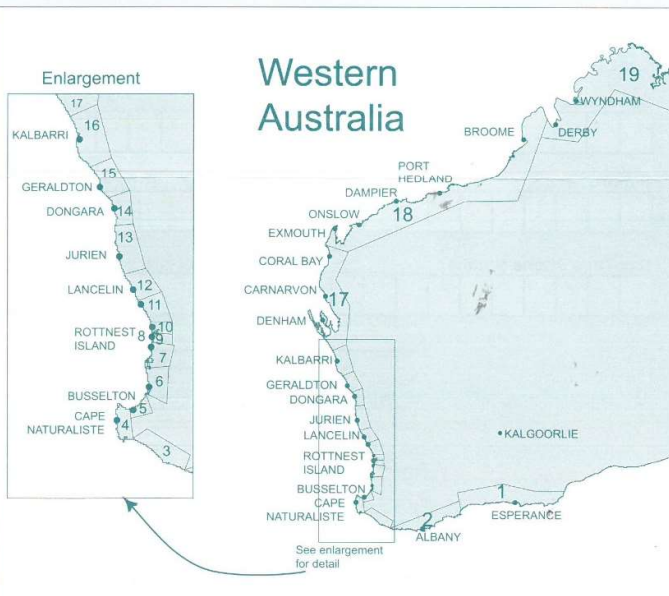 Enlargement
17
16
KALBARRI
15
GERALDTON
DONGARA
14
13
JURIEN
LANCELIN
12
11
10
ROTTNEST
ISLAND
8
9
7
6
BUSSELTON
5
CAPE
NATURALISTE
4
3
Western
Australia
19
WYNDHAM
BROOME
DERBY
PORT
HEDLAND
DAMPIER
18
ONSLOW
EXMOUTH
CORAL BAY
CARNARVON
17
DENHAM
KALBARRI
GERALDTON
DONGARA
JURIEN
LANCELIN
KALGOORLIE
ROTTNEST
ISLAND
BUSSELTON
CAPE
NATURALISTE
1
ESPERANCE
2
ALBANY
See enlargement
for detail